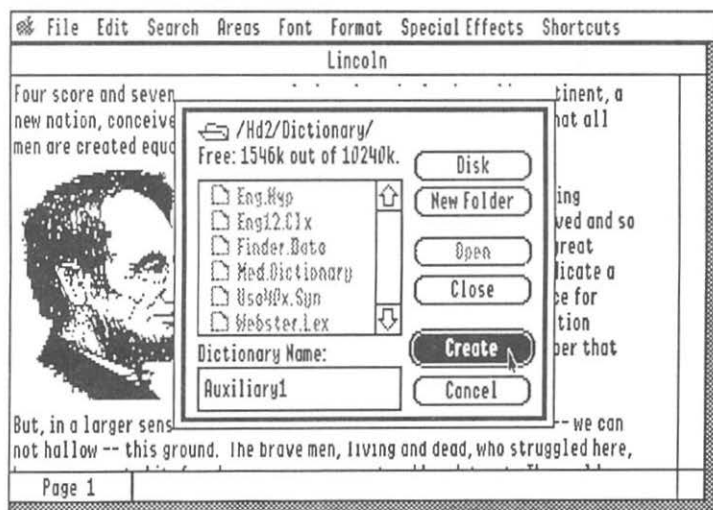 File Edit Search Areas Font Format Special Effects Shortcuts
Lincoln
Four score and seven
tinent, a
new nation, conceive
hat all
men are created equa
/Hd2/Dictionary/
Free: 1546k out of 10240k.
Eng.Hyp
Eng12.Clx
Finder.Data
Med.Dictionary
Usa40x.Syn
Webster.Lex
Dictionary Name:
Auxiliary1
Disk
New Folder
Open
Close
Create
Cancel
ing
ved and so
great
licate a
ce for
tion
per that
But, in a larger sens
-- we can
not hallow -- this ground. The brave men, living and dead, who struggled here,
Page 1